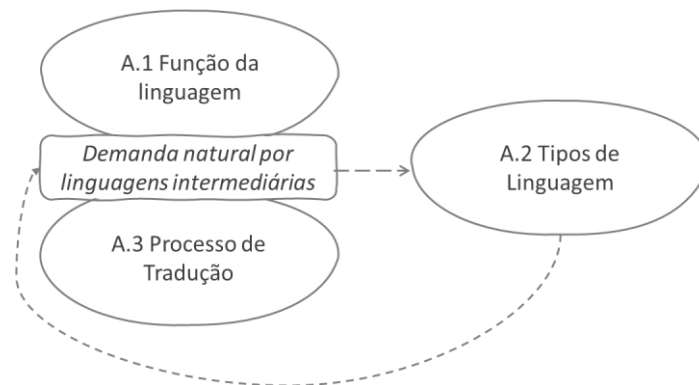 A.1 Função da
linguagem
Demanda natural por
linguagens intermediárias
A.2 Tipos de
Linguagem
A.3 Processo de
Tradução